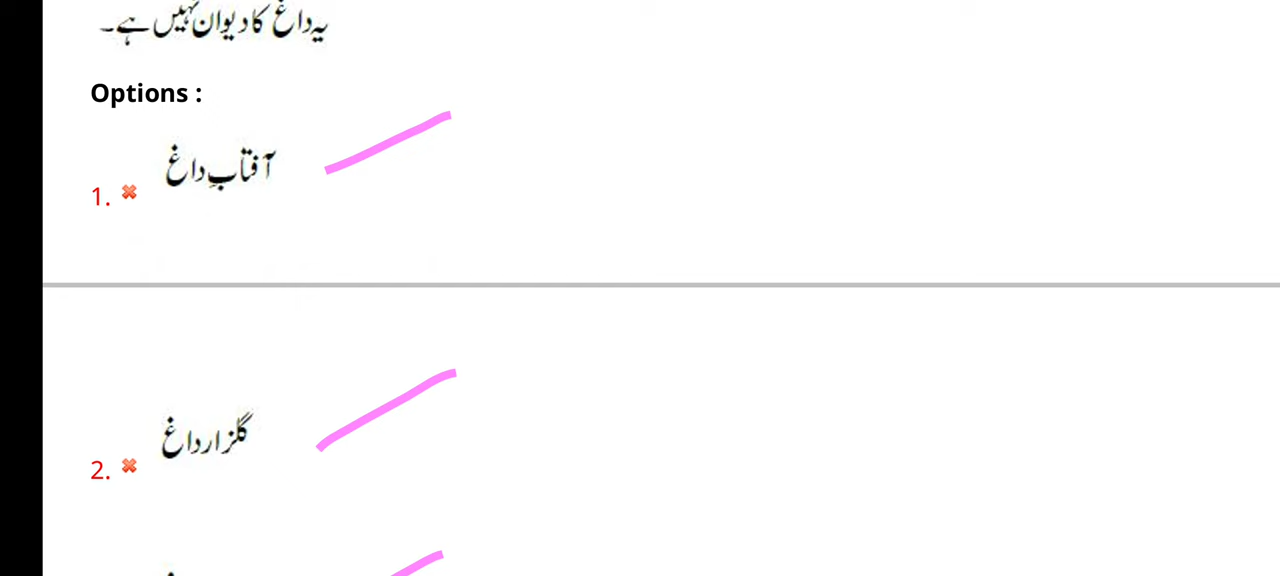 یہ داغ کا دیوان نہیں ہے۔
Options :
1. آفتابِ داغ
2. گلزار داغ